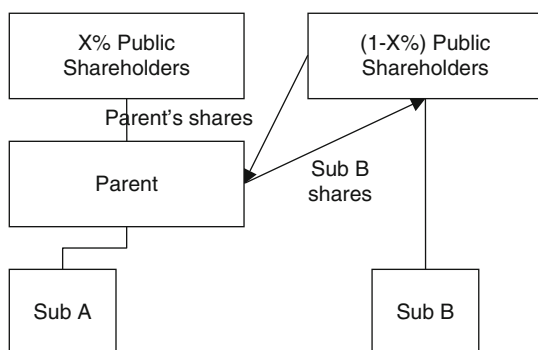 X% Public
Shareholders
(1-X%) Public
Shareholders
Parent's shares
Parent
Sub B
shares
Sub A
Sub B